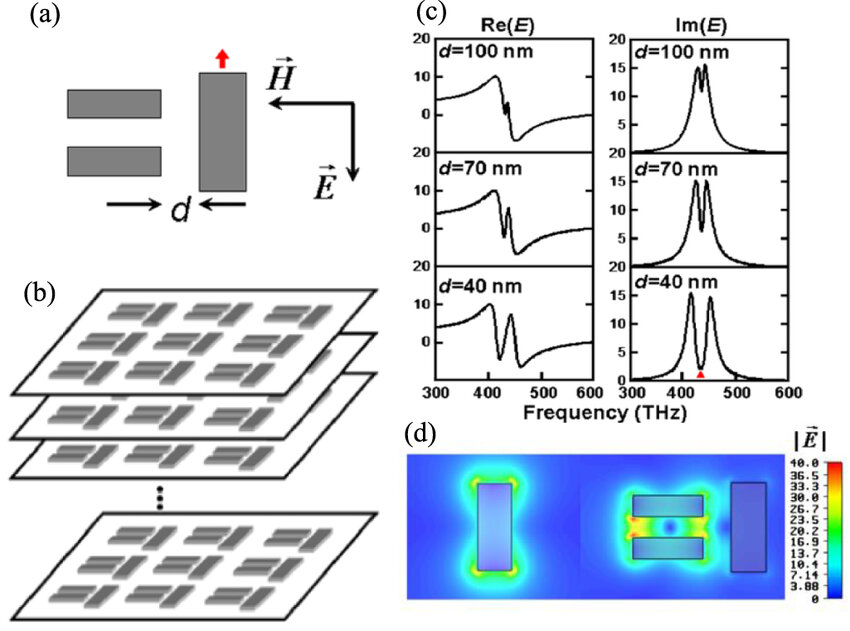 (a)
H
E
d
(b)
(c)
Re(E) Im(E)
20 20
d=100 nm d=100 nm
10 15
0 10
5
20 20
d=70 nm d=70 nm
10 15
0 10
5
20 20
d=40 nm d=40 nm
10 15
0 10
5
0
300 400 500 600 300 400 500 600
Frequency (THz)
(d)
|E|
40.0
36.5
33.3
30.0
26.7
23.5
20.2
16.9
13.7
10.4
7.14
3.88
0